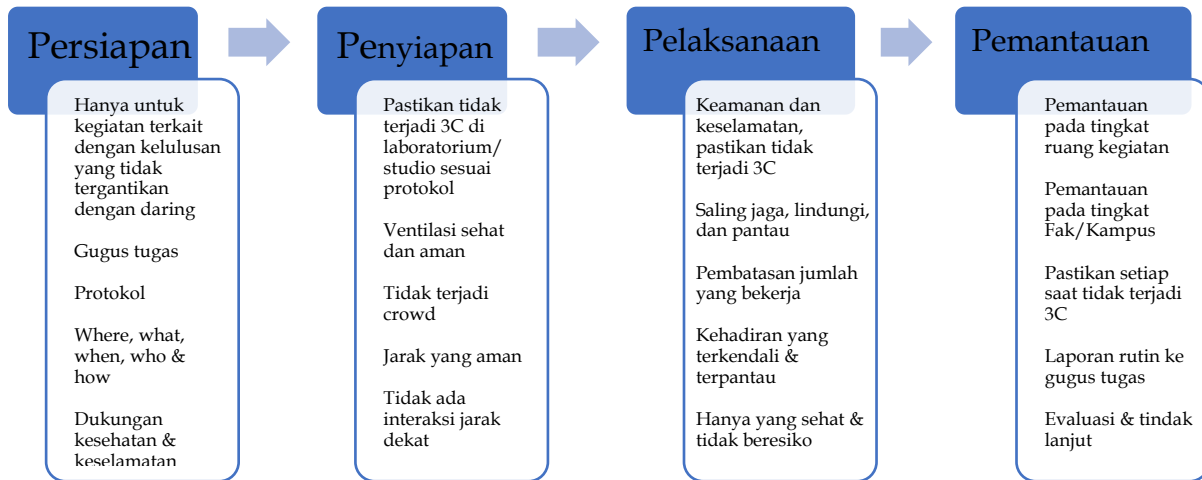 Persiapan
Hanya untuk
kegiatan terkait
dengan kelulusan
yang tidak
tergantikan
dengan daring
Gugus tugas
Protokol
Where, what,
when, who &
how
Dukungan
kesehatan &
keselamatan
Penyiapan
Pastikan tidak
terjadi 3C di
laboratorium/
studio sesuai
protokol
Ventilasi sehat
dan aman
Tidak terjadi
crowd
Jarak yang aman
Tidak ada
interaksi jarak
dekat
Pelaksanaan
Keamanan dan
keselamatan,
pastikan tidak
terjadi 3C
Saling jaga, lindungi,
dan pantau
Pembatasan jumlah
yang bekerja
Kehadiran yang
terkendali &
terpantau
Hanya yang sehat &
tidak beresiko
Pemantauan
Pemantauan
pada tingkat
ruang kegiatan
Pemantauan
pada tingkat
Fak/Kampus
Pastikan setiap
saat tidak terjadi
3C
Laporan rutin ke
gugus tugas
Evaluasi & tindak
lanjut